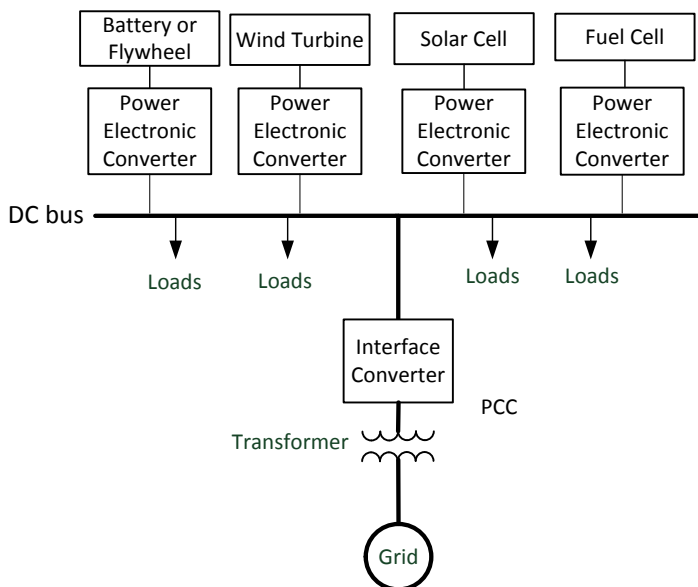 Battery or
Flywheel
Wind Turbine
Solar Cell
Fuel Cell
Power
Electronic
Converter
Power
Electronic
Converter
Power
Electronic
Converter
Power
Electronic
Converter
DC bus
Loads
Loads
Loads
Loads
Interface
Converter
PCC
Transformer
Grid